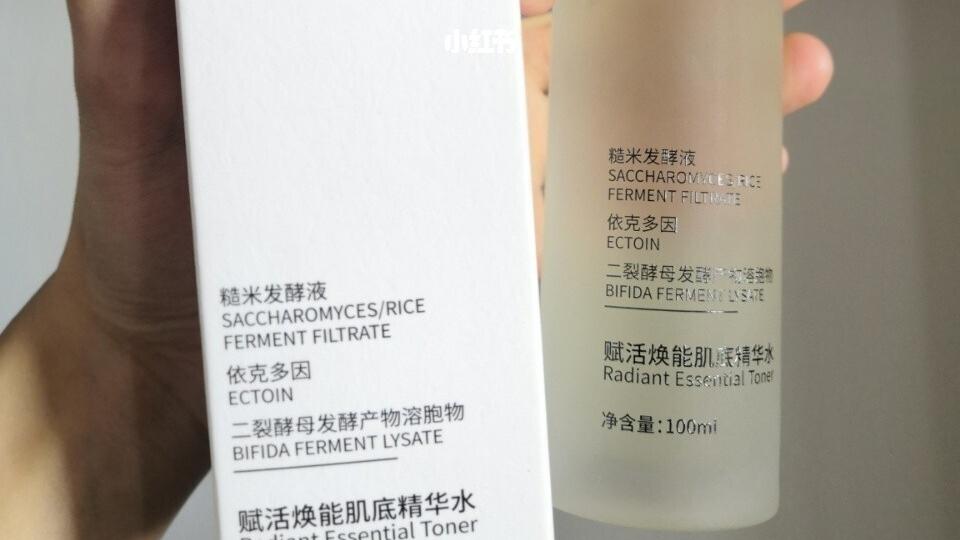 小红书
糙米发酵液
SACCHAROMYCES/RICE
FERMENT FILTRATE
依克多因
ECTOIN
二裂酵母发酵产物溶胞物
BIFIDA FERMENT LYSATE
赋活焕能肌底精华水
Radiant Essential Toner
糙米发酵液
SACCHAROMYCES/RICE
FERMENT FILTRATE
依克多因
ECTOIN
二裂酵母发酵产物溶胞物
BIFIDA FERMENT LYSATE
赋活焕能肌底精华水
Radiant Essential Toner
净含量:100ml